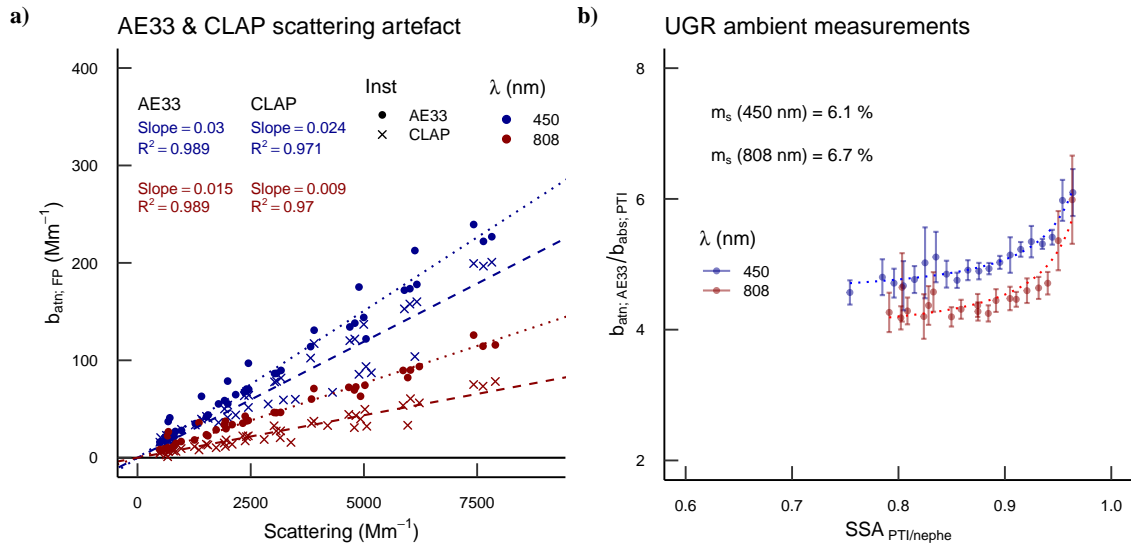 a)
AE33 & CLAP scattering artefact
b_atn; FP (Mm⁻¹)
400
300
200
100
0
AE33
Slope = 0.03
R² = 0.989
CLAP
Slope = 0.024
R² = 0.971
Slope = 0.015
R² = 0.989
Slope = 0.009
R² = 0.97
Inst
AE33
CLAP
λ (nm)
450
808
0
2500
5000
7500
Scattering (Mm⁻¹)
b)
UGR ambient measurements
b_atn; AE33/b_abs; PTI
8
6
4
2
m_s (450 nm) = 6.1 %
m_s (808 nm) = 6.7 %
λ (nm)
450
808
0.6
0.7
0.8
0.9
1.0
SSA PTI/nephe